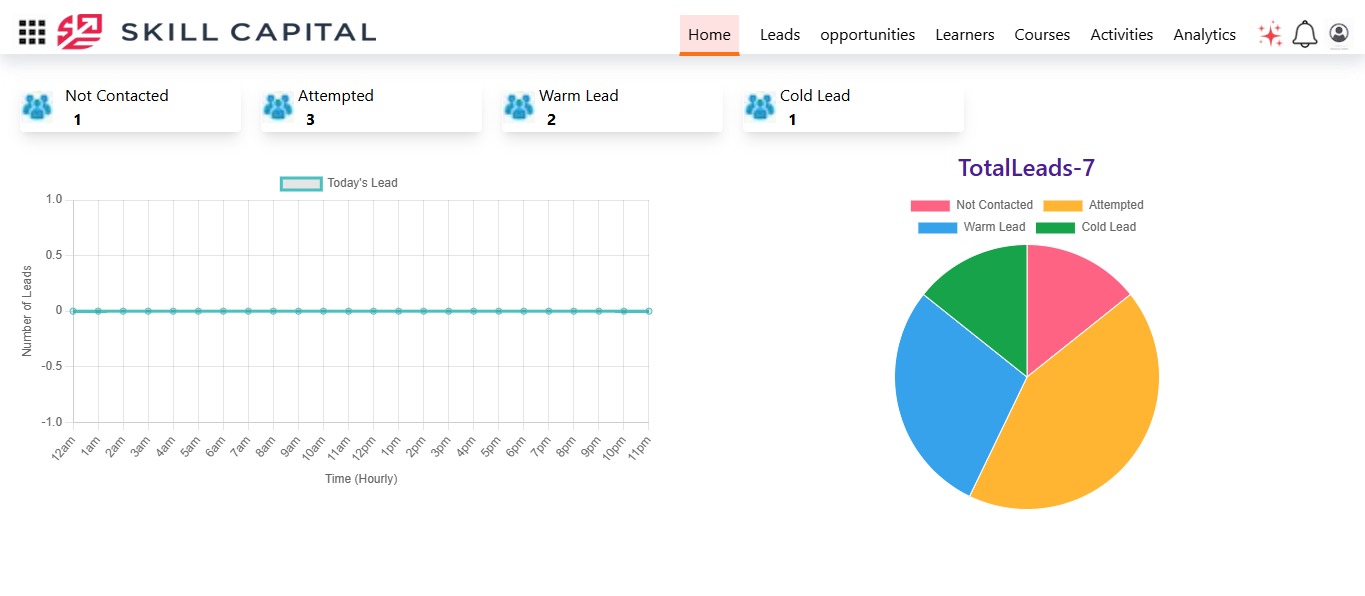 SKILL CAPITAL
Home Leads opportunities Learners Courses Activities Analytics
Not Contacted
1
Attempted
3
Warm Lead
2
Cold Lead
1
Today's Lead
1.0
0.5
0
-0.5
-1.0
Number of Leads
12am 1am 2am 3am 4am 5am 6am 7am 8am 9am 10am 11am 12pm 1pm 2pm 3pm 4pm 5pm 6pm 7pm 8pm 9pm 10pm 11pm
Time (Hourly)
TotalLeads-7
Not Contacted Attempted
Warm Lead Cold Lead